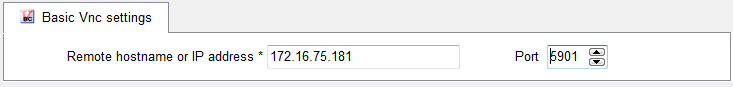 Basic Vnc settings
Remote hostname or IP address * 172.16.75.181 Port 5901